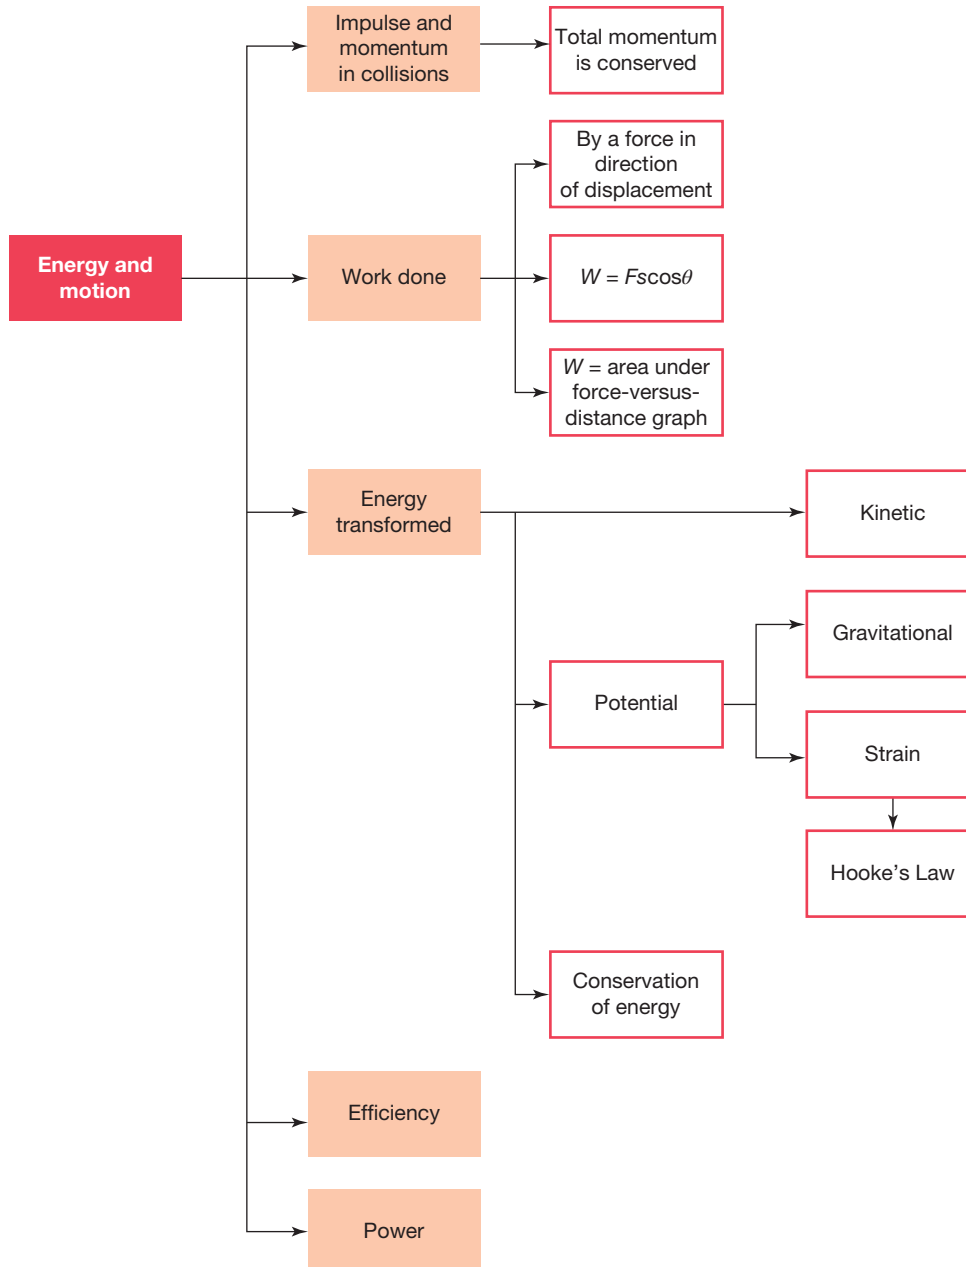 Impulse and
momentum
in collisions
Total momentum
is conserved
By a force in
direction
of displacement
Energy and
motion
Work done
W = Fscosθ
W = area under
force-versus-
distance graph
Energy
transformed
Kinetic
Gravitational
Potential
Strain
Hooke’s Law
Conservation
of energy
Efficiency
Power